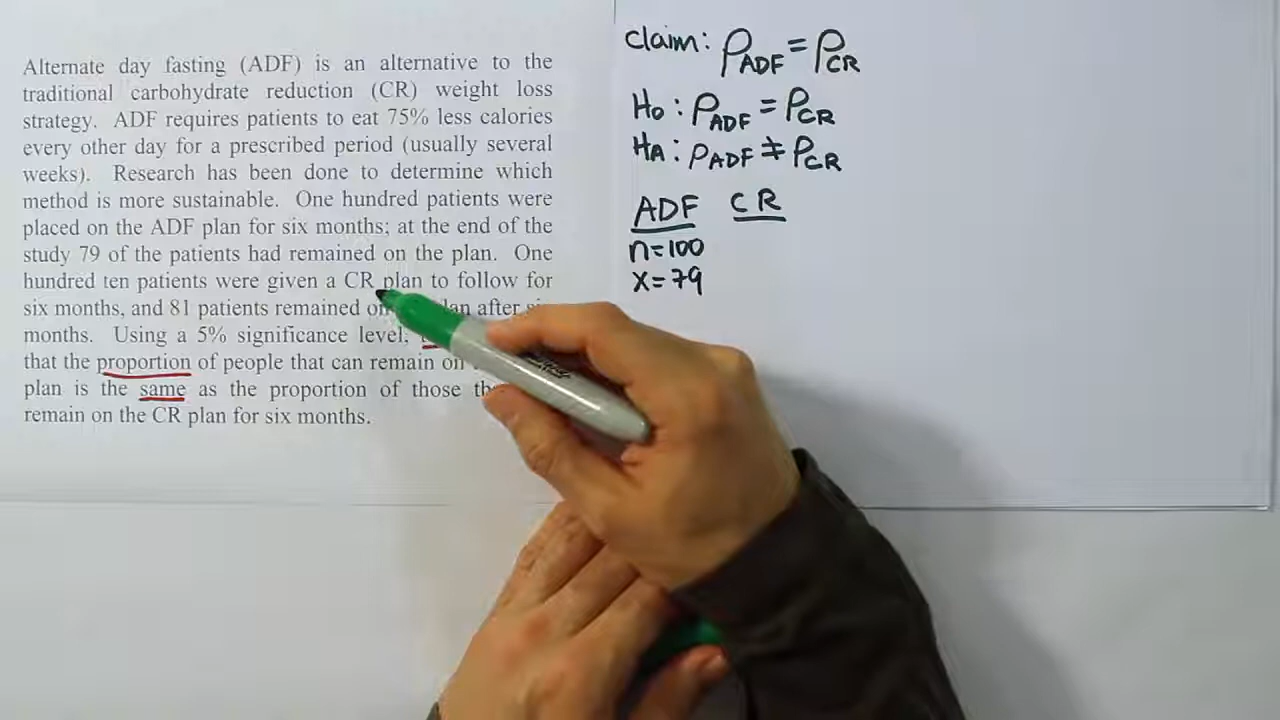 Alternate day fasting (ADF) is an alternative to the
traditional carbohydrate reduction (CR) weight loss
strategy. ADF requires patients to eat 75% less calories
every other day for a prescribed period (usually several
weeks). Research has been done to determine which
method is more sustainable. One hundred patients were
placed on the ADF plan for six months; at the end of the
study 79 of the patients had remained on the plan. One
hundred ten patients were given a CR plan to follow for
six months, and 81 patients remained after
months. Using a 5% significance level,
that the proportion of people that can remain on
plan is the same as the proportion of those
remain on the CR plan for six months.
Claim: PADF = PCR
Ho: PADF = PCR
HA: PADF ≠ PCR
ADF CR
n=100
x=79